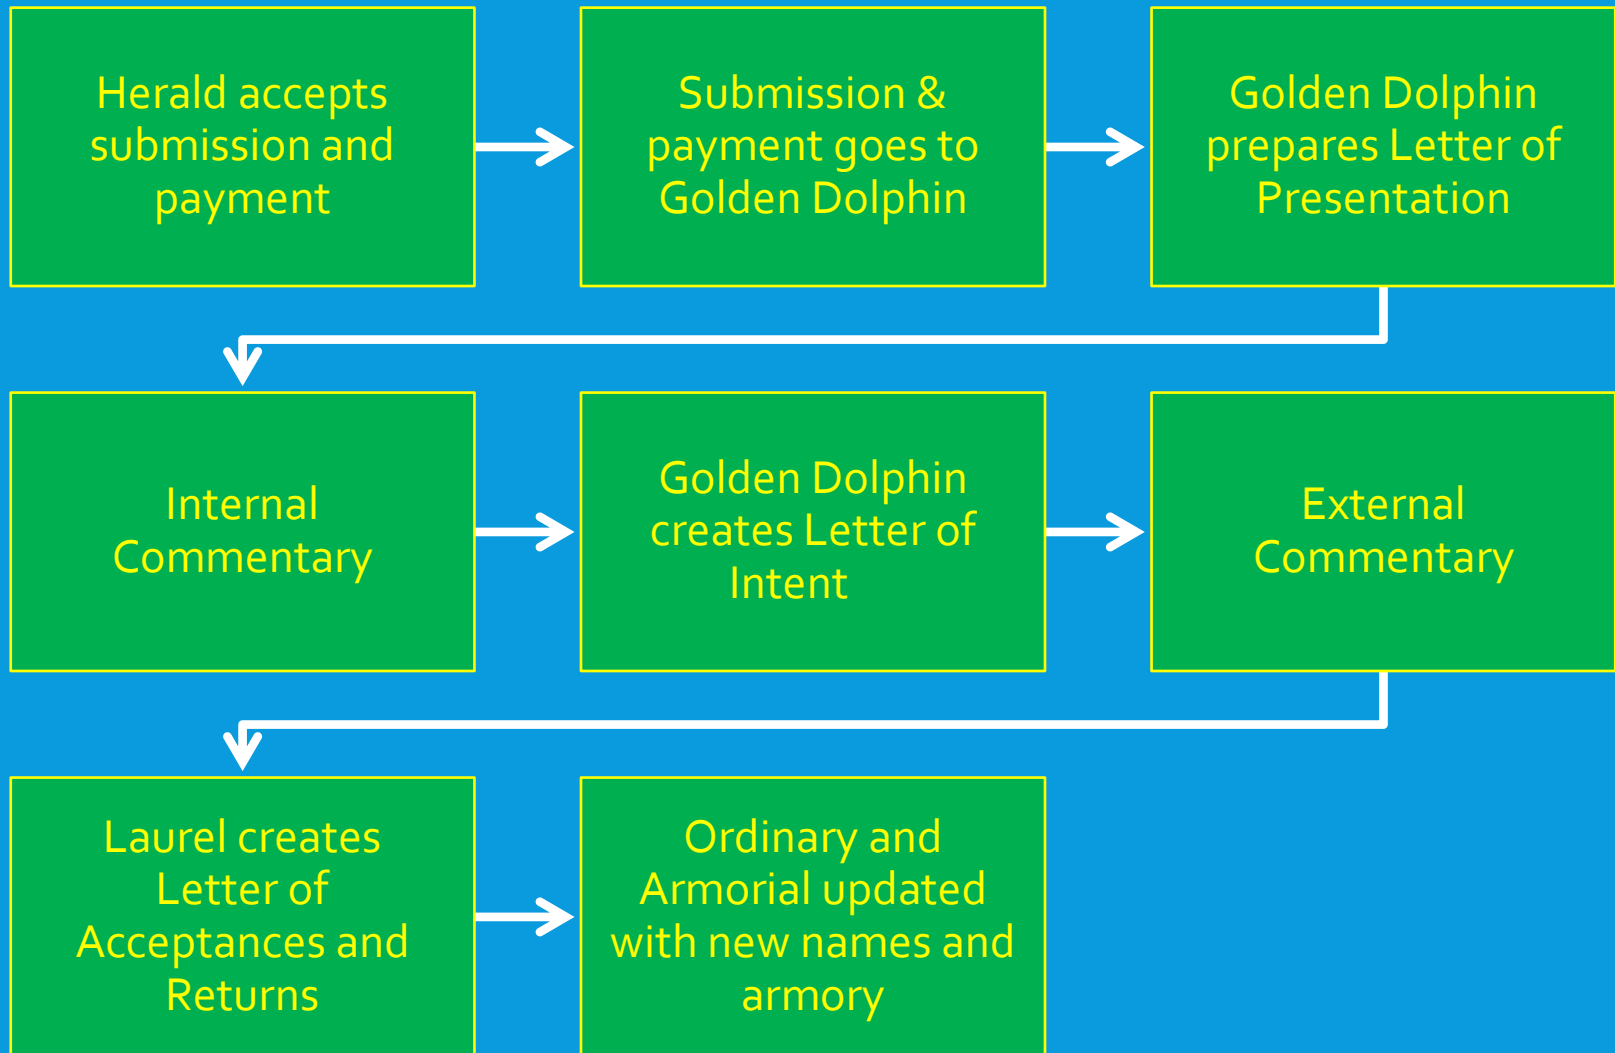 Herald accepts
submission and
payment
Submission &
payment goes to
Golden Dolphin
Golden Dolphin
prepares Letter of
Presentation
Internal
Commentary
Golden Dolphin
creates Letter of
Intent
External
Commentary
Laurel creates
Letter of
Acceptances and
Returns
Ordinary and
Armorial updated
with new names and
armory